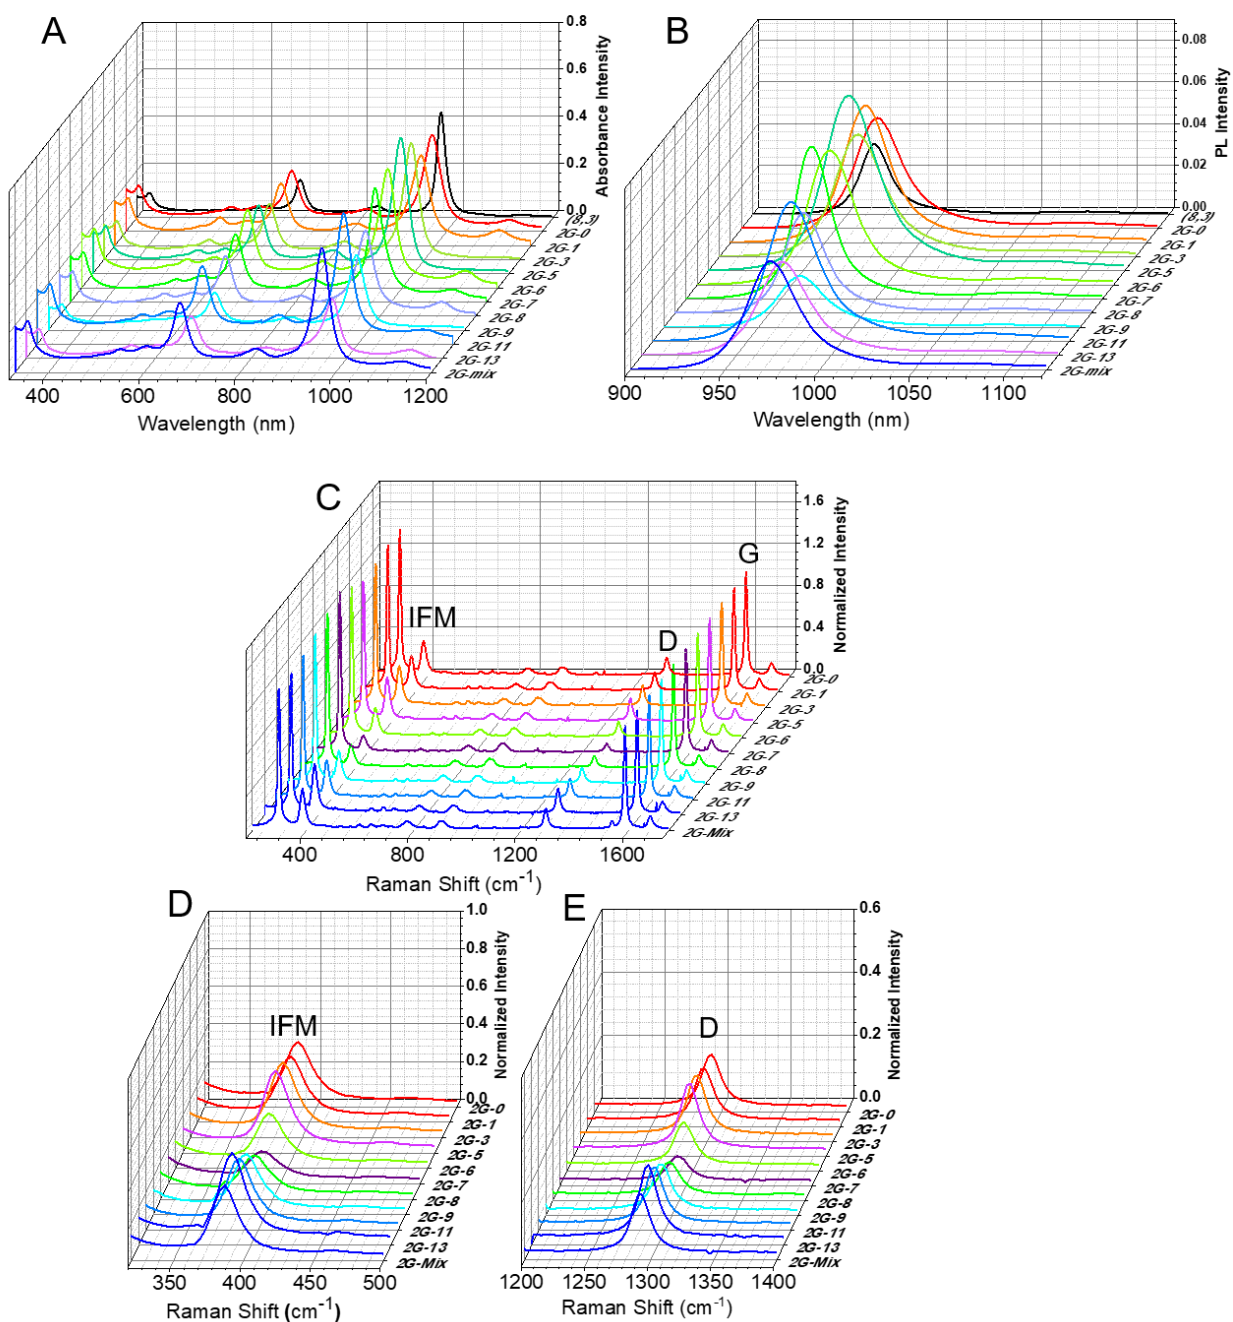 A
0.8
0.6
0.4
0.2
0.0
Absorbance Intensity
(8,3)
2G-0
2G-1
2G-3
2G-5
2G-6
2G-7
2G-8
2G-9
2G-11
2G-13
2G-mix
400
600
800
1000
1200
Wavelength (nm)
B
0.08
0.06
0.04
0.02
0.00
PL Intensity
(8,3)
2G-0
2G-1
2G-3
2G-5
2G-6
2G-7
2G-8
2G-9
2G-11
2G-13
2G-mix
900
950
1000
1050
1100
Wavelength (nm)
C
IFM
D
G
1.6
1.2
0.8
0.4
0.0
Normalized Intensity
2G-0
2G-1
2G-3
2G-5
2G-6
2G-7
2G-8
2G-9
2G-11
2G-13
2G-Mix
400
800
1200
1600
Raman Shift (cm⁻¹)
D
IFM
1.0
0.8
0.6
0.4
0.2
0.0
Normalized Intensity
2G-0
2G-1
2G-3
2G-5
2G-6
2G-7
2G-8
2G-9
2G-11
2G-13
2G-Mix
350
400
450
500
Raman Shift (cm⁻¹)
E
D
0.6
0.4
0.2
0.0
Normalized Intensity
2G-0
2G-1
2G-3
2G-5
2G-6
2G-7
2G-8
2G-9
2G-11
2G-13
2G-Mix
1200
1250
1300
1350
1400
Raman Shift (cm⁻¹)